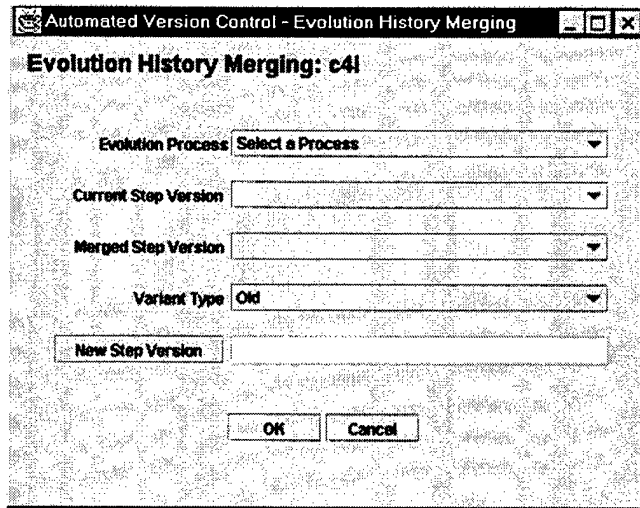 Automated Version Control - Evolution History Merging
Evolution History Merging: c4i
Evolution Process Select a Process
Current Step Version
Merged Step Version
Variant Type Old
New Step Version
OK Cancel